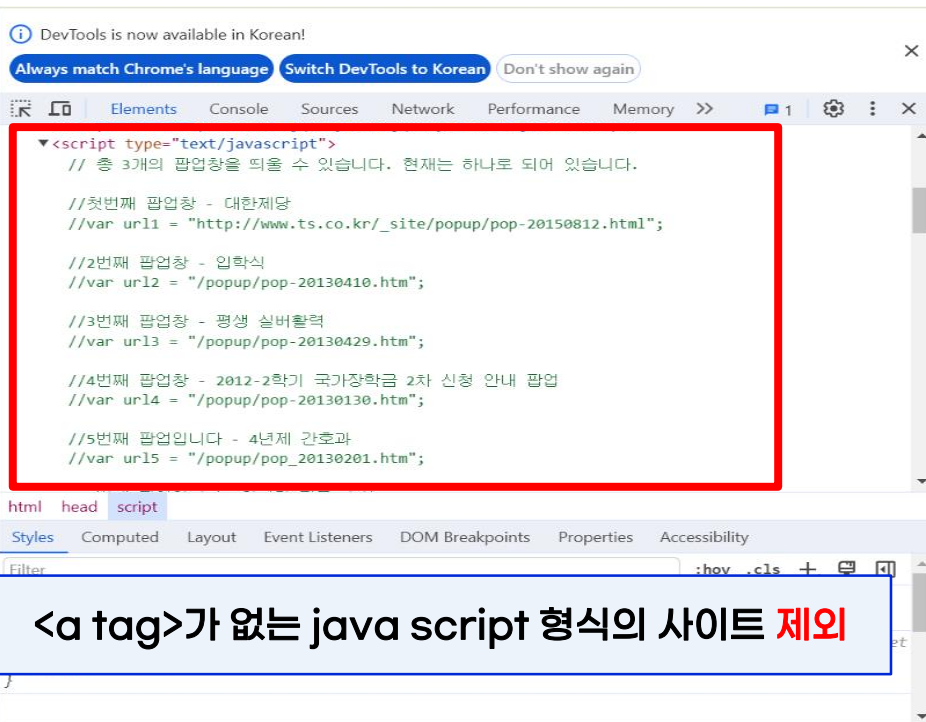 DevTools is now available in Korean!
Always match Chrome's language Switch DevTools to Korean Don't show again
Elements Console Sources Network Performance Memory 1
▼<script type="text/javascript">
// 총 3개의 팝업창을 띄울 수 있습니다. 현재는 하나로 되어 있습니다.
//첫번째 팝업창 - 대한제당
//var url1 = "http://www.ts.co.kr/_site/popup/pop-20150812.html";
//2번째 팝업창 - 입학식
//var url2 = "/popup/pop-20130410.htm";
//3번째 팝업창 - 평생 실버활력
//var url3 = "/popup/pop-20130429.htm";
//4번째 팝업창 - 2012-2학기 국가장학금 2차 신청 안내 팝업
//var url4 = "/popup/pop-20130130.htm";
//5번째 팝업입니다 - 4년제 간호과
//var url5 = "/popup/pop_20130201.htm";
html head script
Styles Computed Layout Event Listeners DOM Breakpoints Properties Accessibility
Filter :hov .cls +
<a tag>가 없는 java script 형식의 사이트 제외
et
}